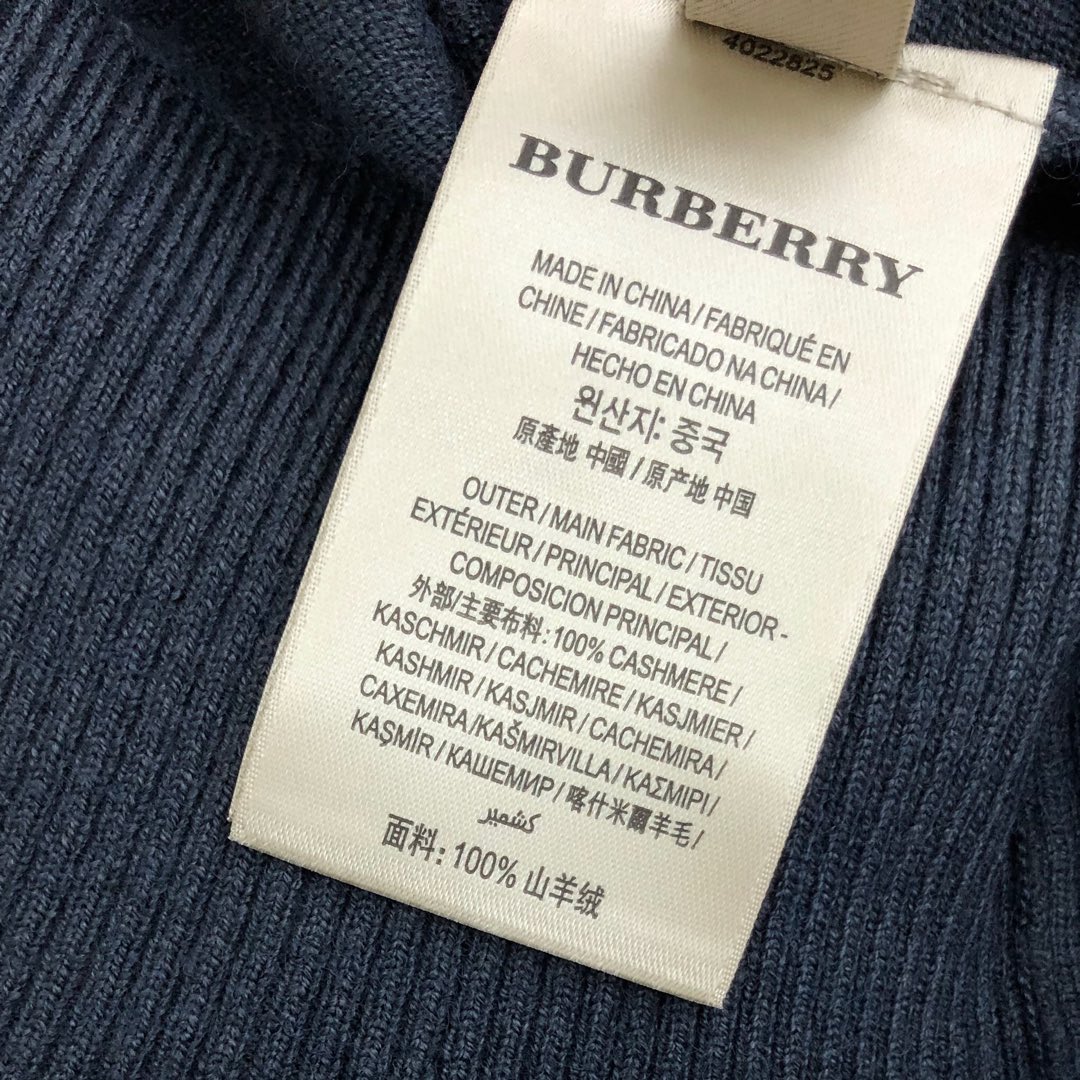 4022825
BURBERRY
MADE IN CHINA / FABRIQUÉ EN
CHINE / FABRICADO NA CHINA /
HECHO EN CHINA
원산지: 중국
原產地 中國 / 原产地 中国
OUTER / MAIN FABRIC / TISSU
EXTÉRIEUR / PRINCIPAL / EXTERIOR -
COMPOSICION PRINCIPAL /
外部/主要布料: 100% CASHMERE /
KASCHMIR / CACHEMIRE / KASJMIER /
KASHMIR / KASJMIR / CACHEMIRA /
CAXEMIRA/KAŠMIRVILLA / ΚΑΣΜΙΡΙ /
KAŞMİR / КАШЕМИР / 喀什米爾羊毛 /
كشمير
面料: 100% 山羊绒